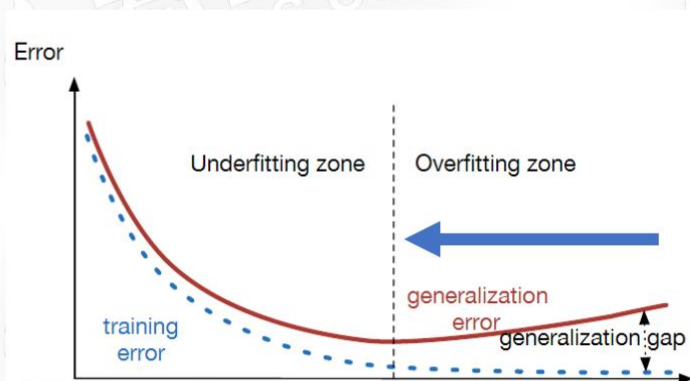 Error
Underfitting zone
Overfitting zone
generalization
error
training
error
generalization gap